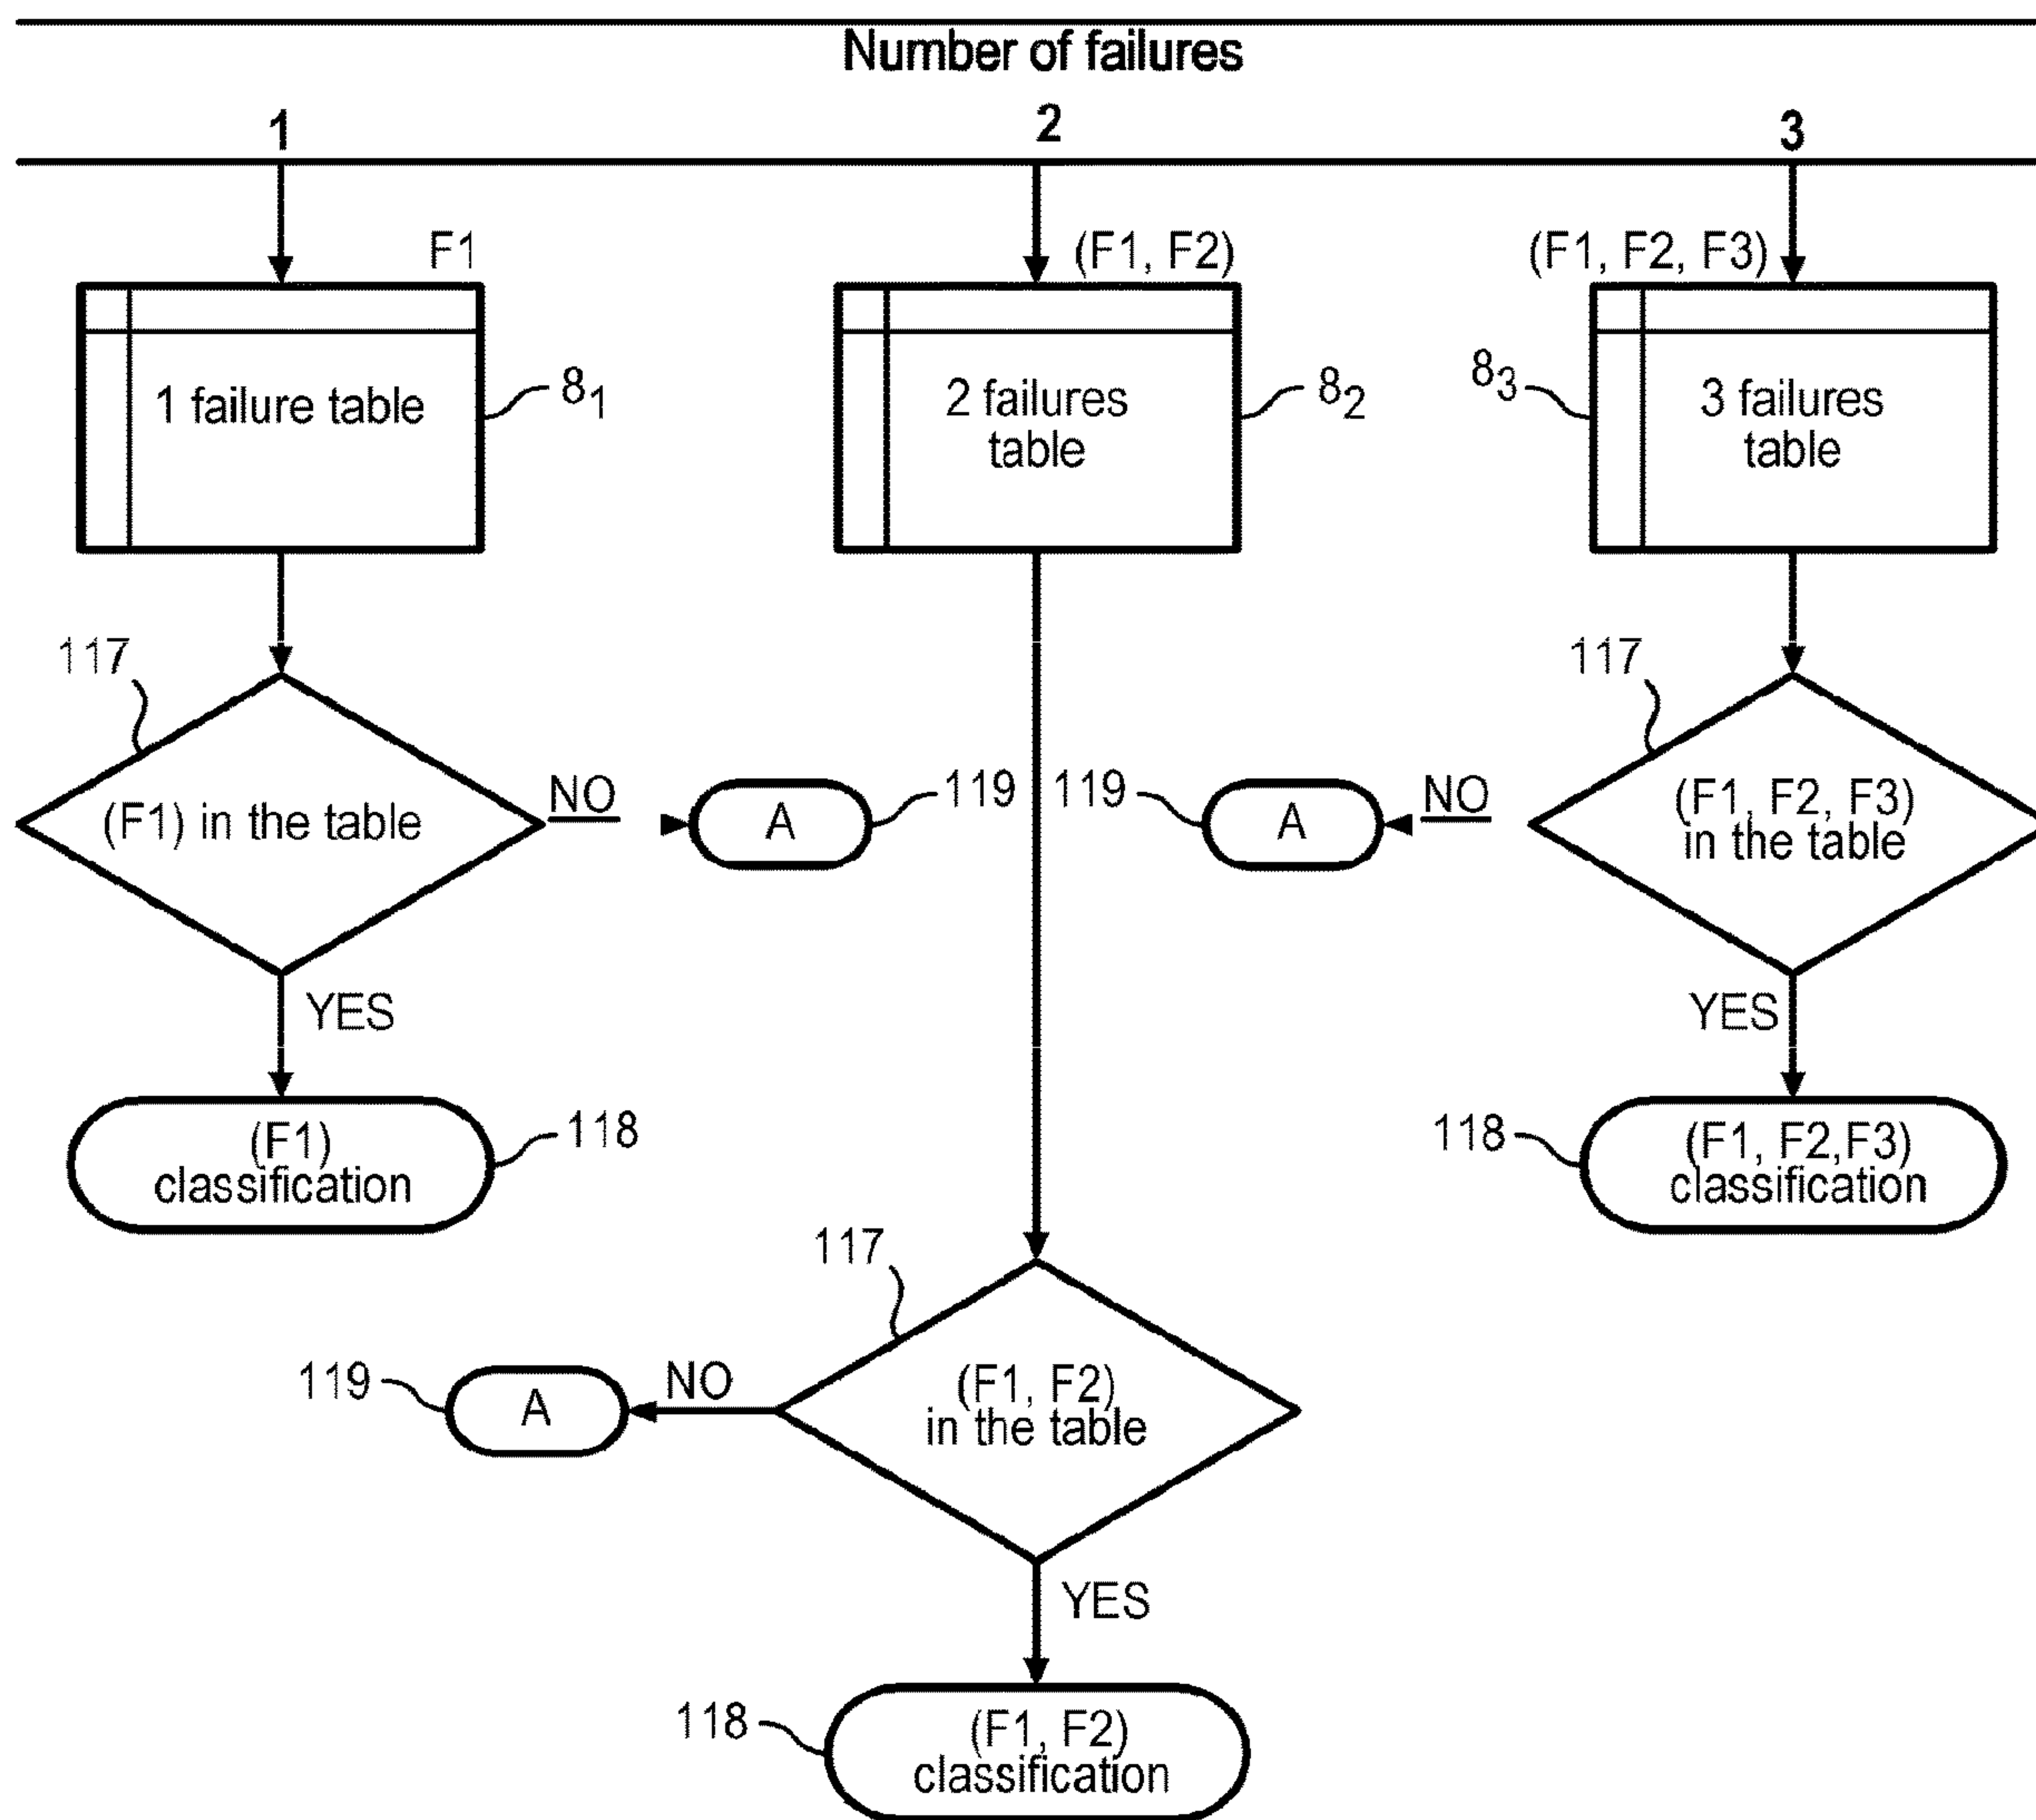 Number of failures
1 2 3
F1 (F1, F2) (F1, F2, F3)
1 failure table 8₁
2 failures
table 8₂
8₃ 3 failures
table
117 117
(F1) in the table NO A 119
119 A NO (F1, F2, F3)
in the table
YES YES
(F1)
classification 118
118 (F1, F2,F3)
classification
117
119 A NO (F1, F2)
in the table
YES
118 (F1, F2)
classification